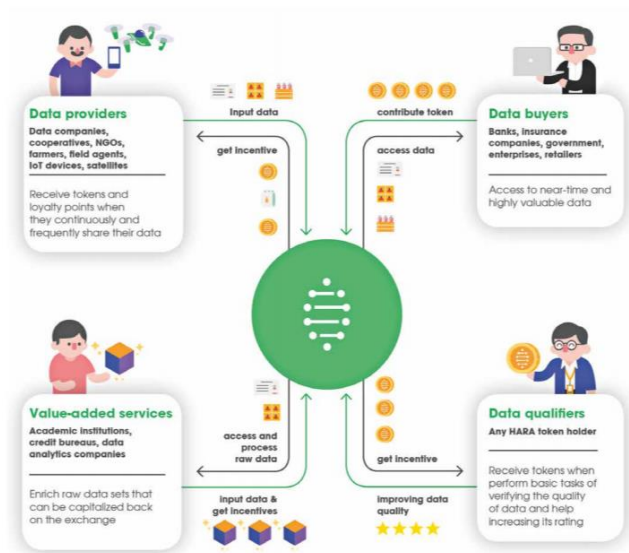 Data providers
Data companies,
cooperatives, NGOs,
farmers, field agents,
IoT devices, satellites
Receive tokens and
loyalty points when
they continuously and
frequently share their data
Input data
get incentive
contribute token
access data
Data buyers
Banks, insurance
companies, government,
enterprises, retailers
Access to near-time and
highly valuable data
Value-added services
Academic institutions,
credit bureaus, data
analytics companies
Enrich raw data sets that
can be capitalized back
on the exchange
access and
process
raw data
input data &
get incentives
get incentive
improving data
quality
Data qualifiers
Any HARA token holder
Receive tokens when
perform basic tasks of
verifying the quality
of data and help
increasing its rating